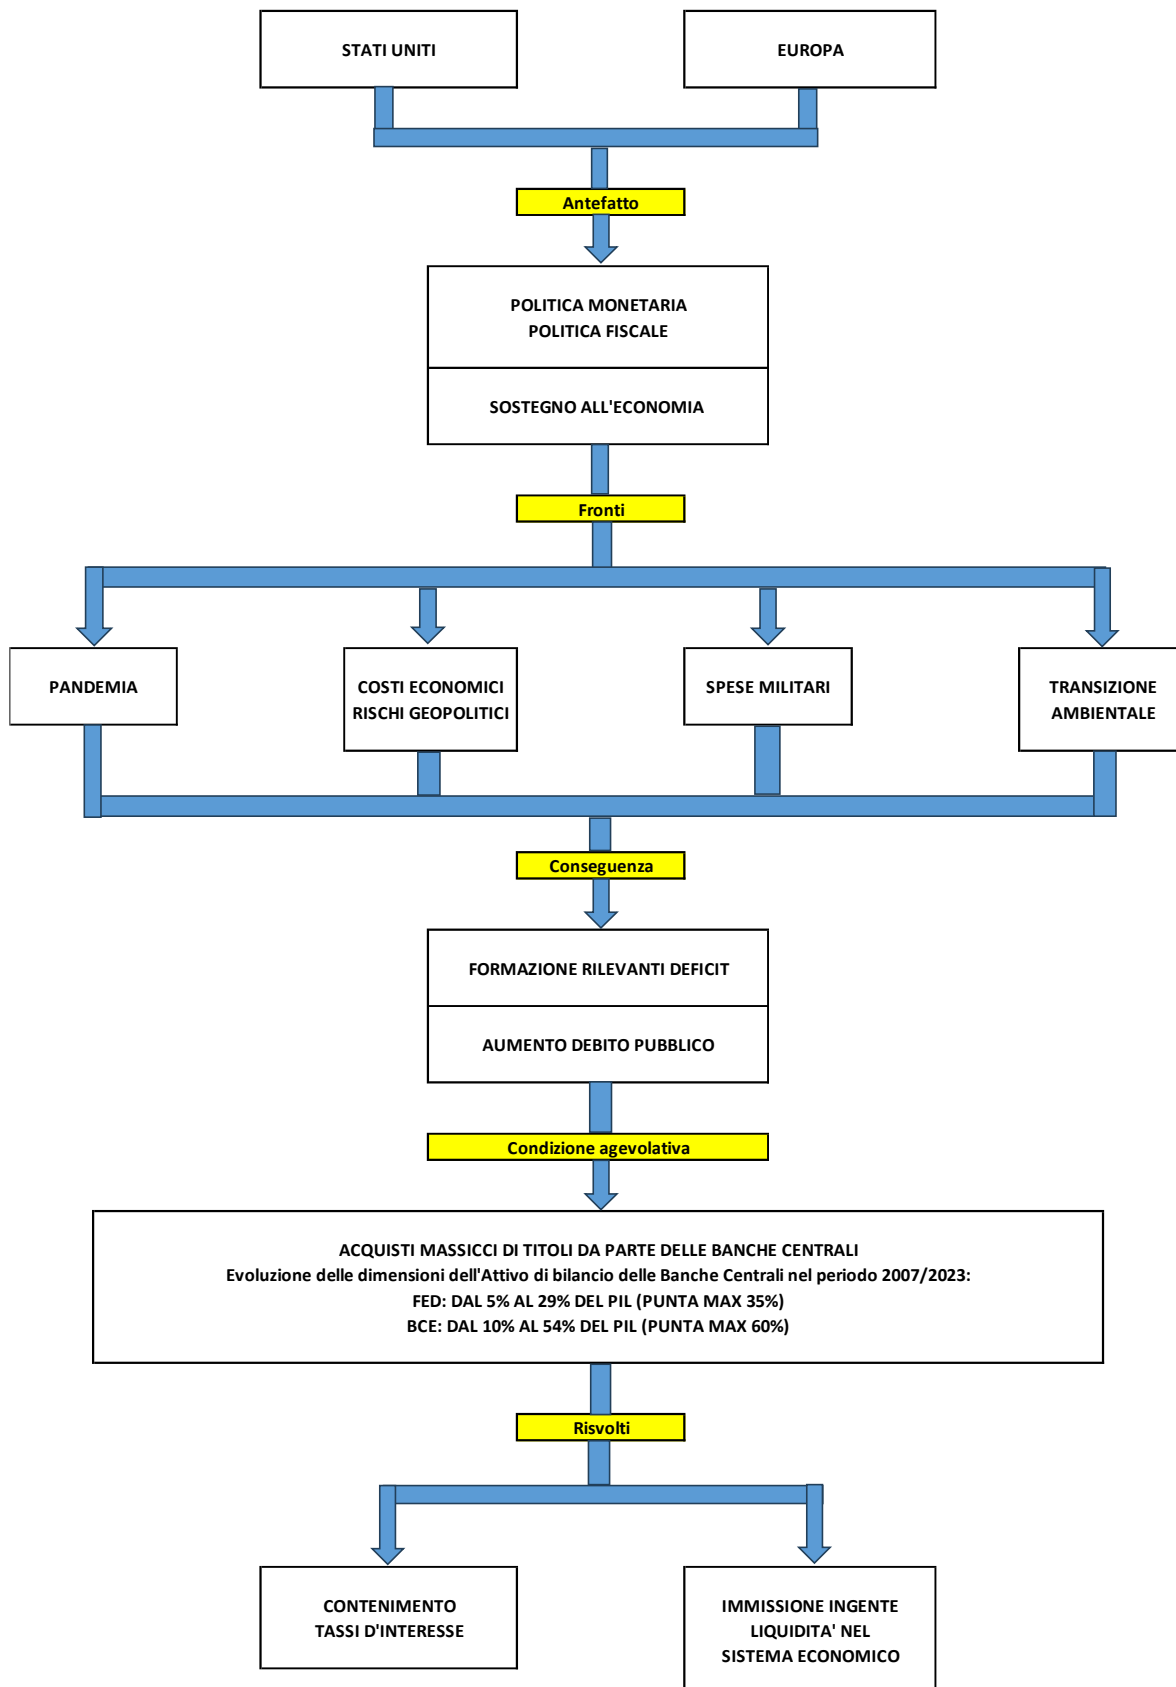 STATI UNITI
EUROPA
Antefatto
POLITICA MONETARIA
POLITICA FISCALE
SOSTEGNO ALL'ECONOMIA
Fronti
PANDEMIA
COSTI ECONOMICI
RISCHI GEOPOLITICI
SPESE MILITARI
TRANSIZIONE
AMBIENTALE
Conseguenza
FORMAZIONE RILEVANTI DEFICIT
AUMENTO DEBITO PUBBLICO
Condizione agevolativa
ACQUISTI MASSICCI DI TITOLI DA PARTE DELLE BANCHE CENTRALI
Evoluzione delle dimensioni dell'Attivo di bilancio delle Banche Centrali nel periodo 2007/2023:
FED: DAL 5% AL 29% DEL PIL (PUNTA MAX 35%)
BCE: DAL 10% AL 54% DEL PIL (PUNTA MAX 60%)
Risvolti
CONTENIMENTO
TASSI D'INTERESSE
IMMISSIONE INGENTE
LIQUIDITA' NEL
SISTEMA ECONOMICO